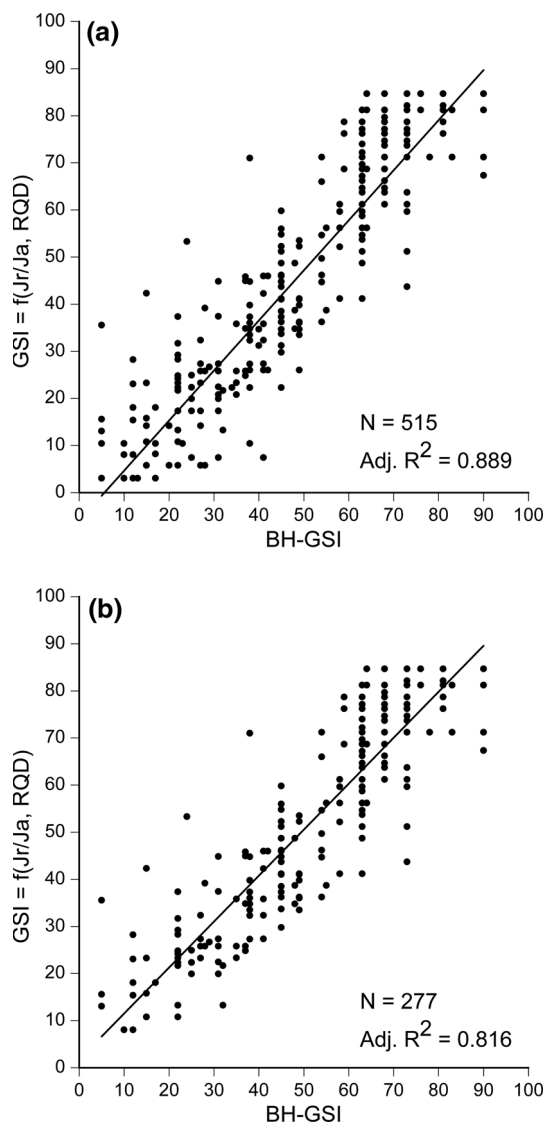 (a)
100
90
80
70
60
50
40
30
20
10
0
GSI = f(Jr/Ja, RQD)
N = 515
Adj. R² = 0.889
0 10 20 30 40 50 60 70 80 90 100
BH-GSI
(b)
100
90
80
70
60
50
40
30
20
10
0
GSI = f(Jr/Ja, RQD)
N = 277
Adj. R² = 0.816
0 10 20 30 40 50 60 70 80 90 100
BH-GSI